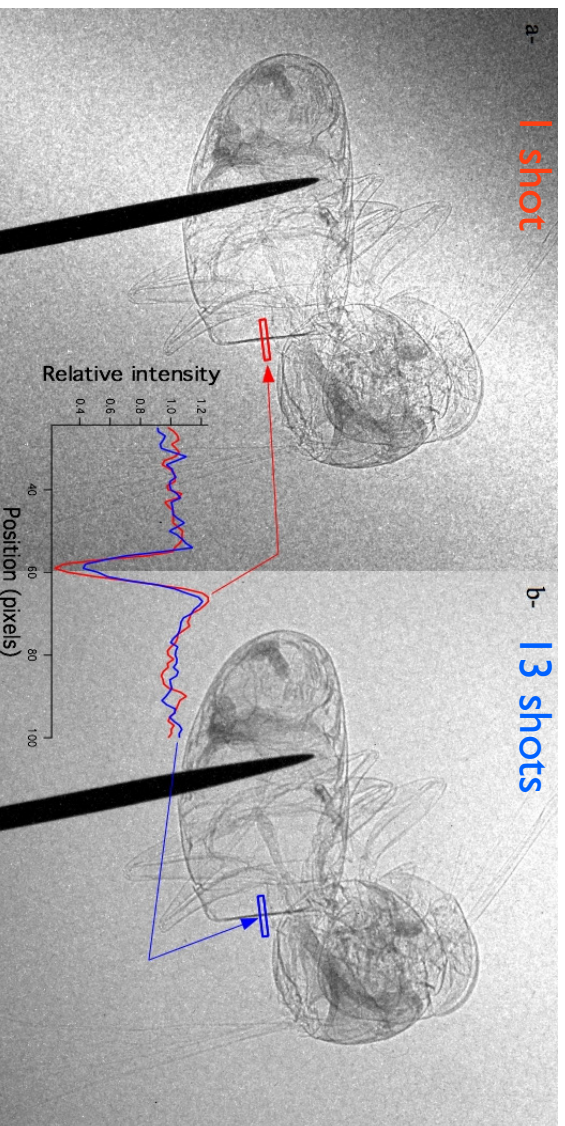 a-
1 shot
b-
13 shots
Relative intensity
0.4
0.6
0.8
1.0
1.2
40
60
80
100
Position (pixels)